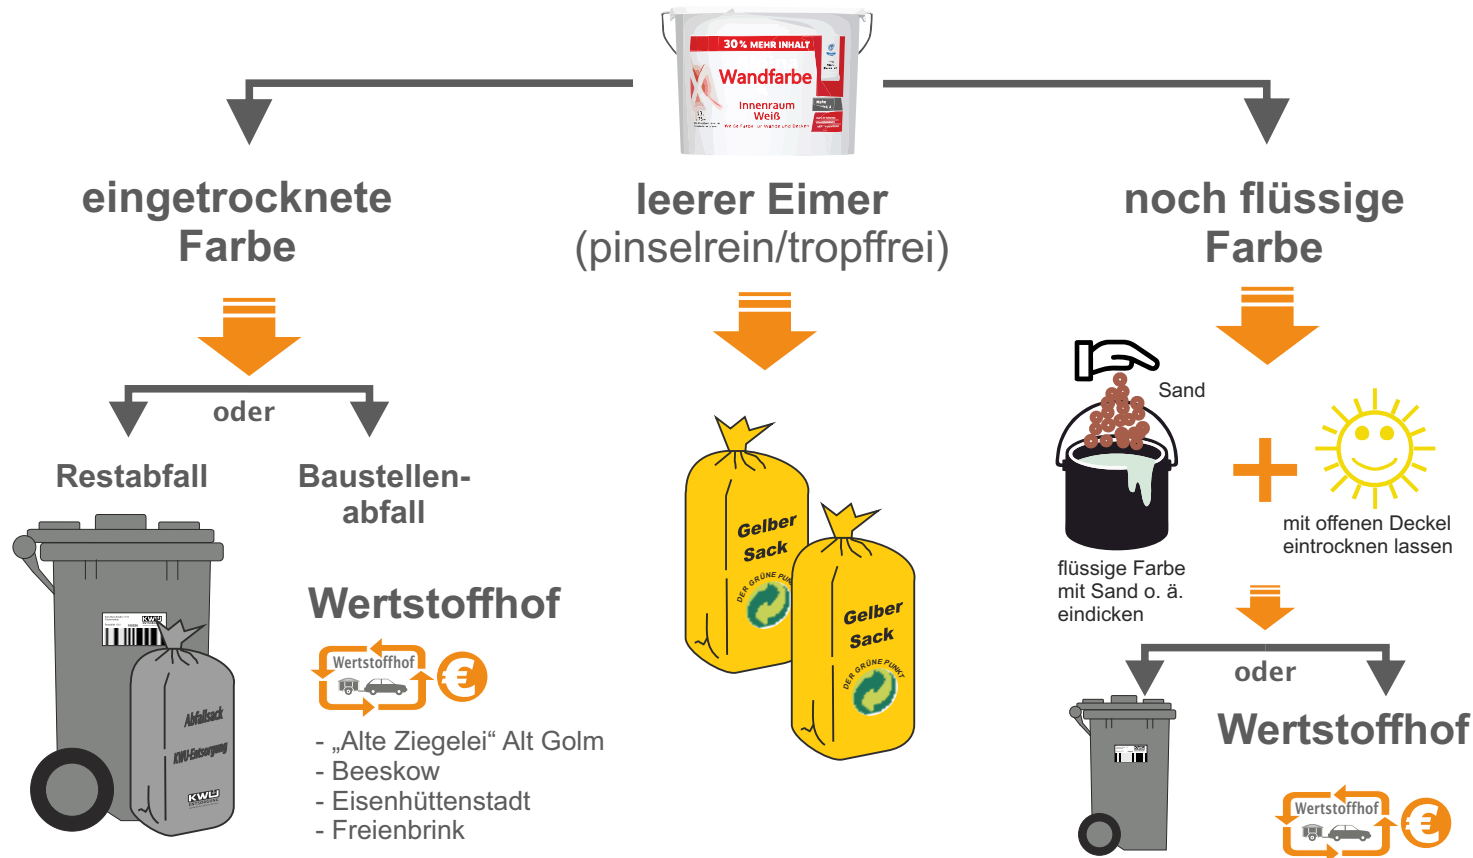 30% MEHR INHALT
Wandfarbe
Innenraum
Weiß
eingetrocknete
Farbe
leerer Eimer
(pinselrein/tropffrei)
noch flüssige
Farbe
oder
Restabfall
Baustellen-
abfall
Wertstoffhof
Wertstoffhof
€
- „Alte Ziegelei“ Alt Golm
- Beeskow
- Eisenhüttenstadt
- Freienbrink
KWU
Abfallsack
KWU-Entsorgung
KWU
ENTSORGUNG
Gelber
Sack
DER GRÜNE PUNKT
Gelber
Sack
DER GRÜNE PUNKT
Sand
flüssige Farbe
mit Sand o. ä.
eindicken
+
mit offenen Deckel
eintrocknen lassen
oder
Wertstoffhof
Wertstoffhof
€